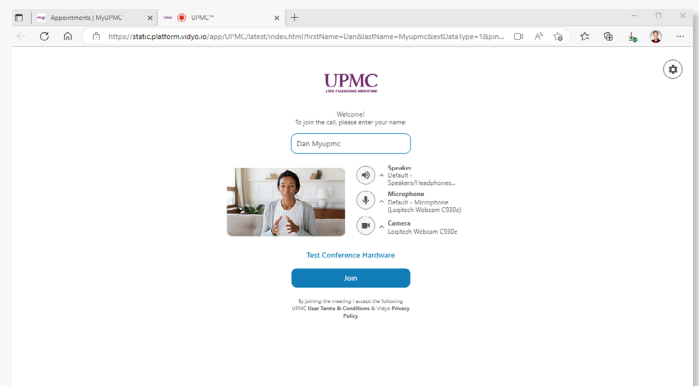 Appointments | MyUPMC
UPMC™
https://static.platform.vidyo.io/app/UPMC/latest/index.html?firstName=Dan&lastName=Myupmc&extDataType=1&pin...
UPMC
LIFE CHANGING MEDICINE
Welcome!
To join the call, please enter your name:
Dan Myupmc
Speaker
Default -
Speakers/Headphones...
Microphone
Default - Microphone
(Logitech Webcam C930e)
Camera
Logitech Webcam C930e
Test Conference Hardware
Join
By joining the meeting I accept the following
UPMC User Terms & Conditions & Vidyo Privacy
Policy